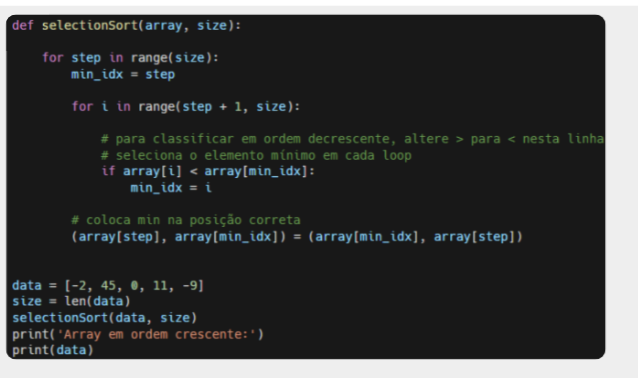 def selectionSort(array, size):
    for step in range(size):
        min_idx = step
        for i in range(step + 1, size):
            # para classificar em ordem decrescente, altere > para < nesta linha
            # seleciona o elemento mínimo em cada loop
            if array[i] < array[min_idx]:
                min_idx = i
        # coloca min na posição correta
        (array[step], array[min_idx]) = (array[min_idx], array[step])
data = [-2, 45, 0, 11, -9]
size = len(data)
selectionSort(data, size)
print('Array em ordem crescente:')
print(data)